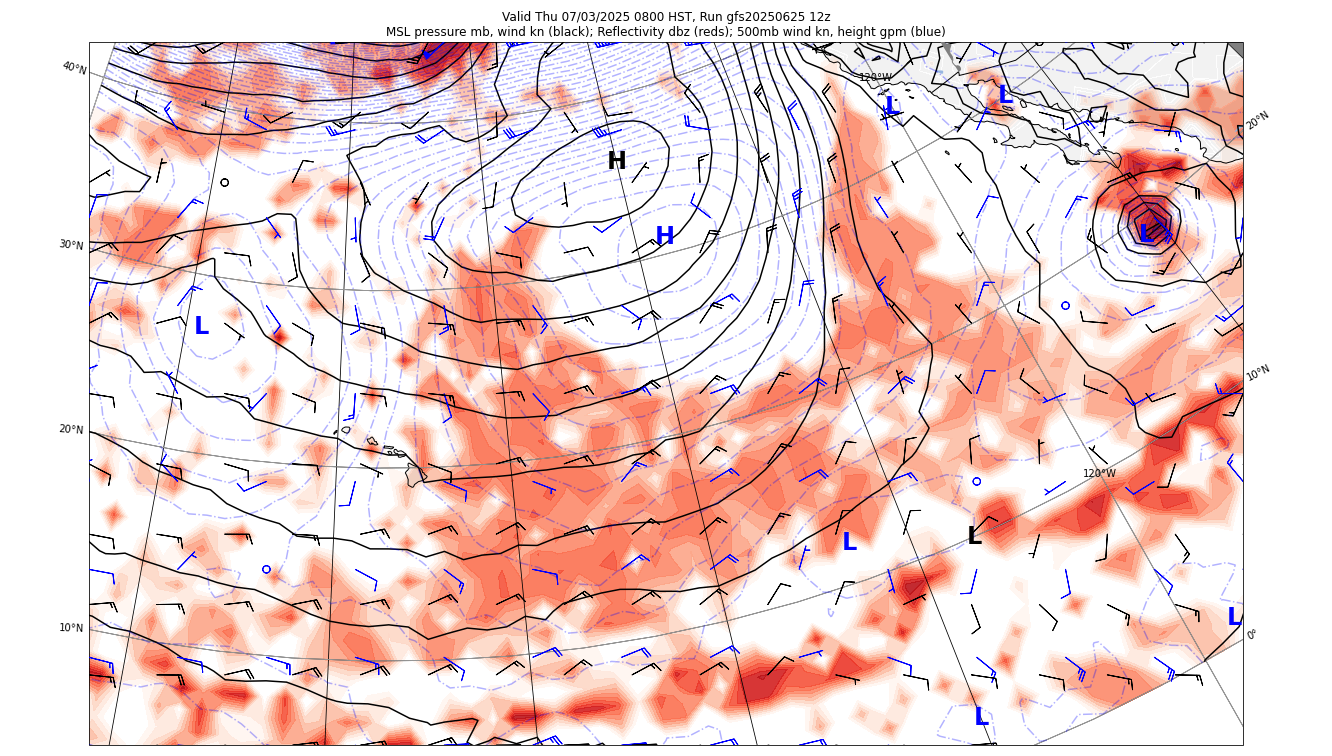 Valid Thu 07/03/2025 0800 HST, Run gfs20250625 12z
MSL pressure mb, wind kn (black); Reflectivity dbz (reds); 500mb wind kn, height gpm (blue)
40°N
120°W
L
L
20°N
H
30°N
H
L
L
10°N
20°N
120°W
L
L
10°N
L
0°
L